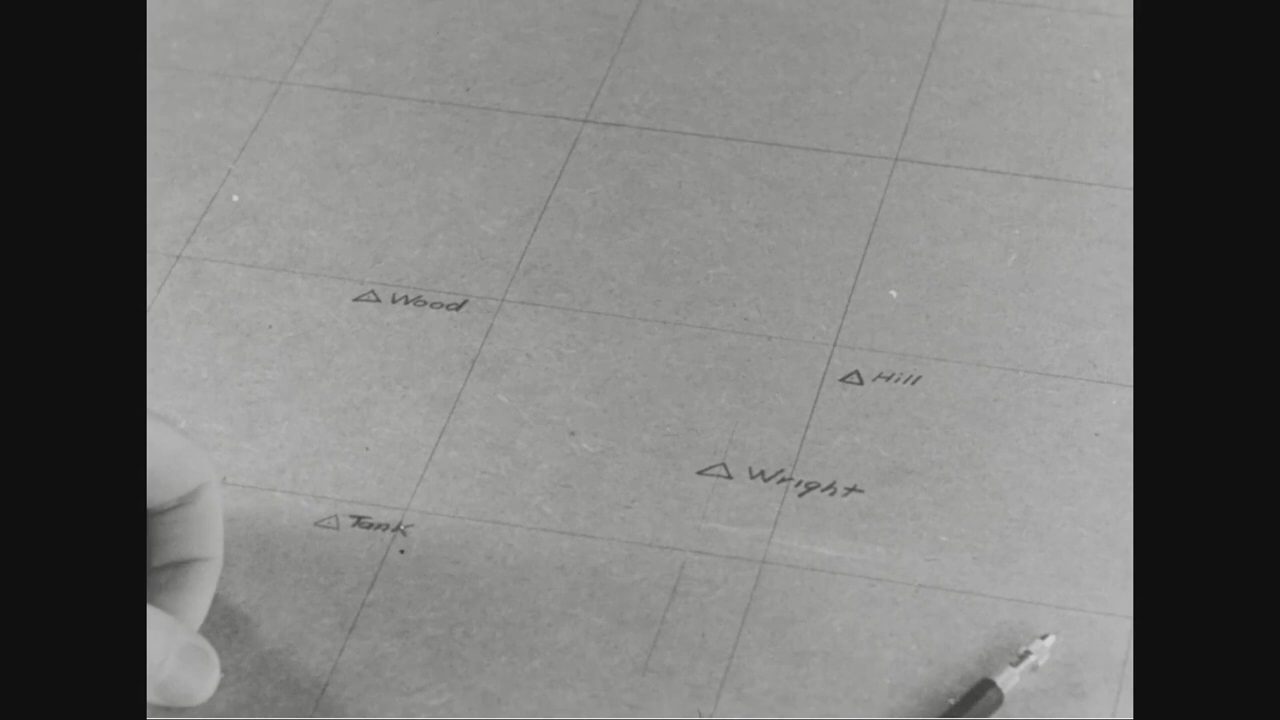 △ Wood
△ Hill
△ Wright
△ Tank